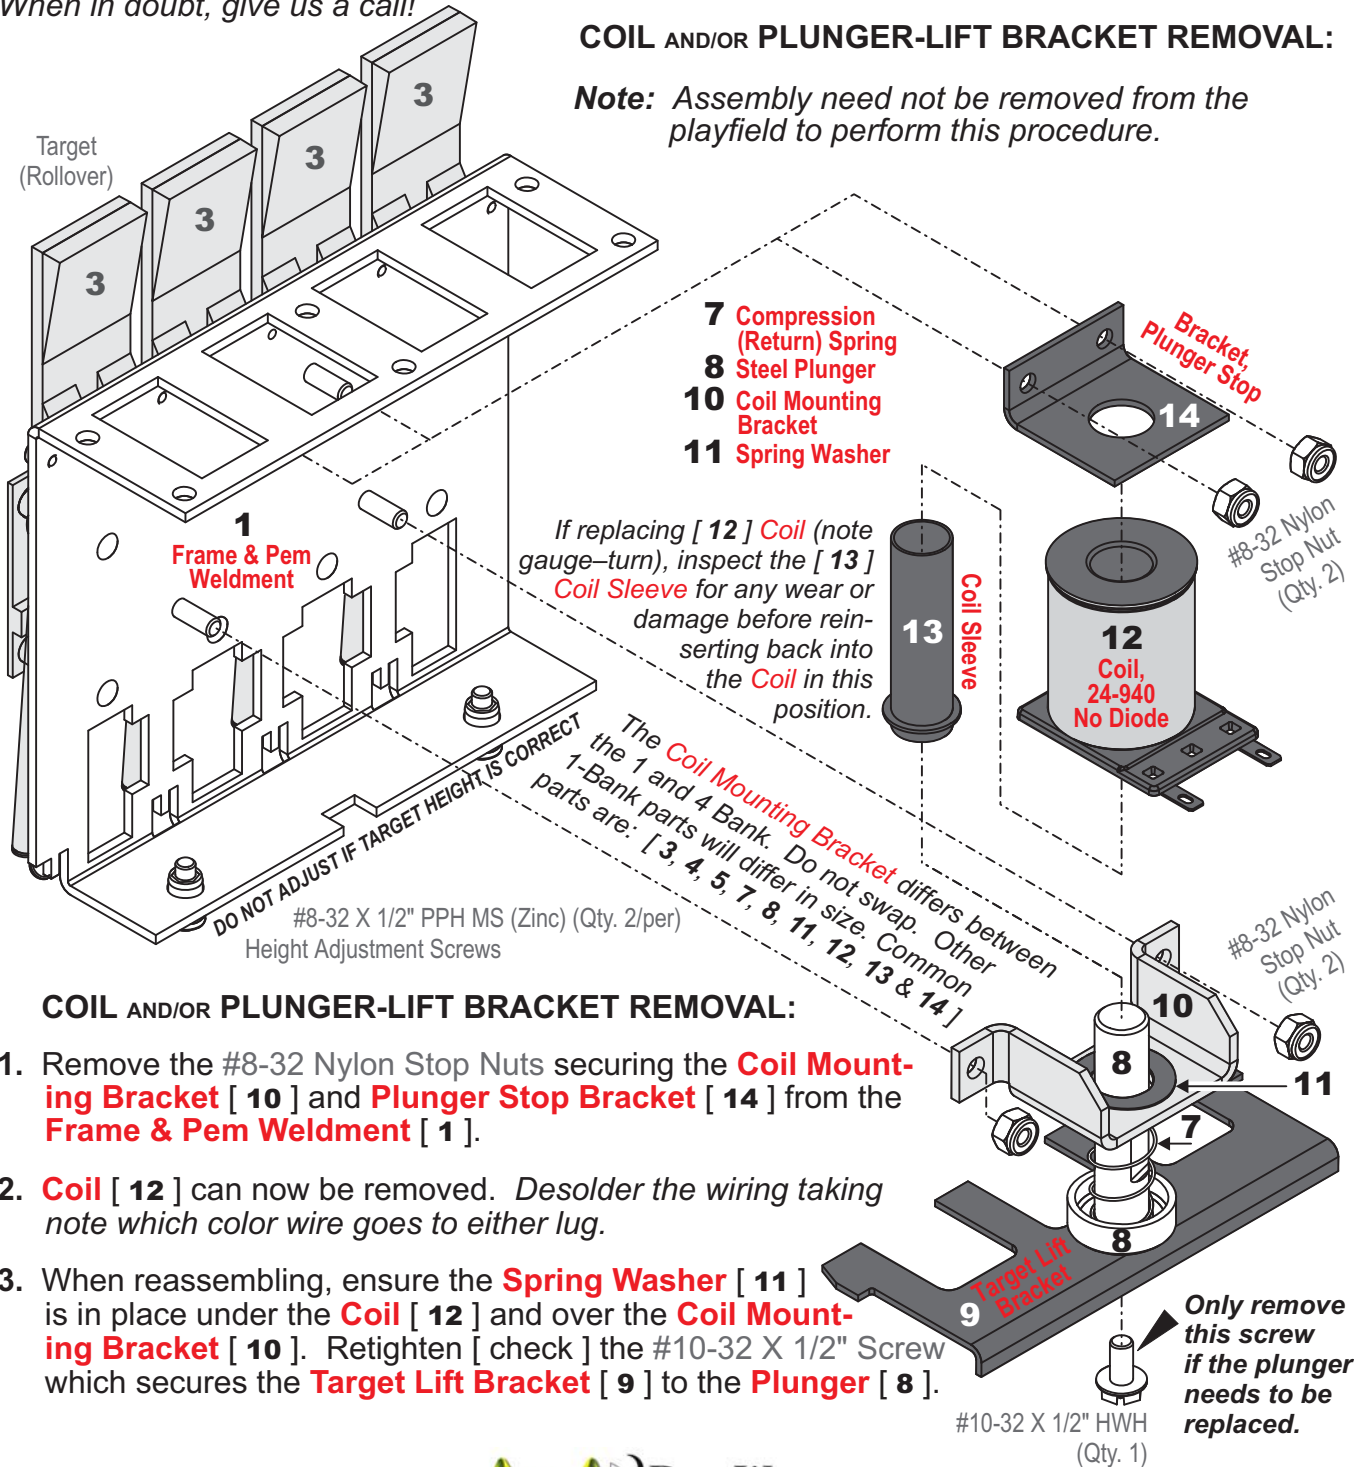 When in doubt, give us a call!
COIL AND/OR PLUNGER-LIFT BRACKET REMOVAL:
Note: Assembly need not be removed from the
playfield to perform this procedure.
Target
(Rollover)
3
3
3
3
7 Compression
(Return) Spring
8 Steel Plunger
10 Coil Mounting
Bracket
11 Spring Washer
Bracket,
Plunger Stop
14
#8-32 Nylon
Stop Nut
(Qty. 2)
1
Frame & Pem
Weldment
If replacing [ 12 ] Coil (note
gauge–turn), inspect the [ 13 ]
Coil Sleeve for any wear or
damage before rein-
serting back into
the Coil in this
position.
13
Coil Sleeve
12
Coil,
24-940
No Diode
The Coil Mounting Bracket differs between
the 1 and 4 Bank. Do not swap. Other
1-Bank parts will differ in size. Common
parts are: [ 3, 4, 5, 7, 8, 11, 12, 13 & 14 ]
DO NOT ADJUST IF TARGET HEIGHT IS CORRECT
#8-32 X 1/2" PPH MS (Zinc) (Qty. 2/per)
Height Adjustment Screws
#8-32 Nylon
Stop Nut
(Qty. 2)
10
8
11
7
8
Target Lift
Bracket
9
COIL AND/OR PLUNGER-LIFT BRACKET REMOVAL:
1. Remove the #8-32 Nylon Stop Nuts securing the Coil Mount-
ing Bracket [ 10 ] and Plunger Stop Bracket [ 14 ] from the
Frame & Pem Weldment [ 1 ].
2. Coil [ 12 ] can now be removed. Desolder the wiring taking
note which color wire goes to either lug.
3. When reassembling, ensure the Spring Washer [ 11 ]
is in place under the Coil [ 12 ] and over the Coil Mount-
ing Bracket [ 10 ]. Retighten [ check ] the #10-32 X 1/2" Screw
which secures the Target Lift Bracket [ 9 ] to the Plunger [ 8 ].
Only remove
this screw
if the plunger
needs to be
replaced.
#10-32 X 1/2" HWH
(Qty. 1)